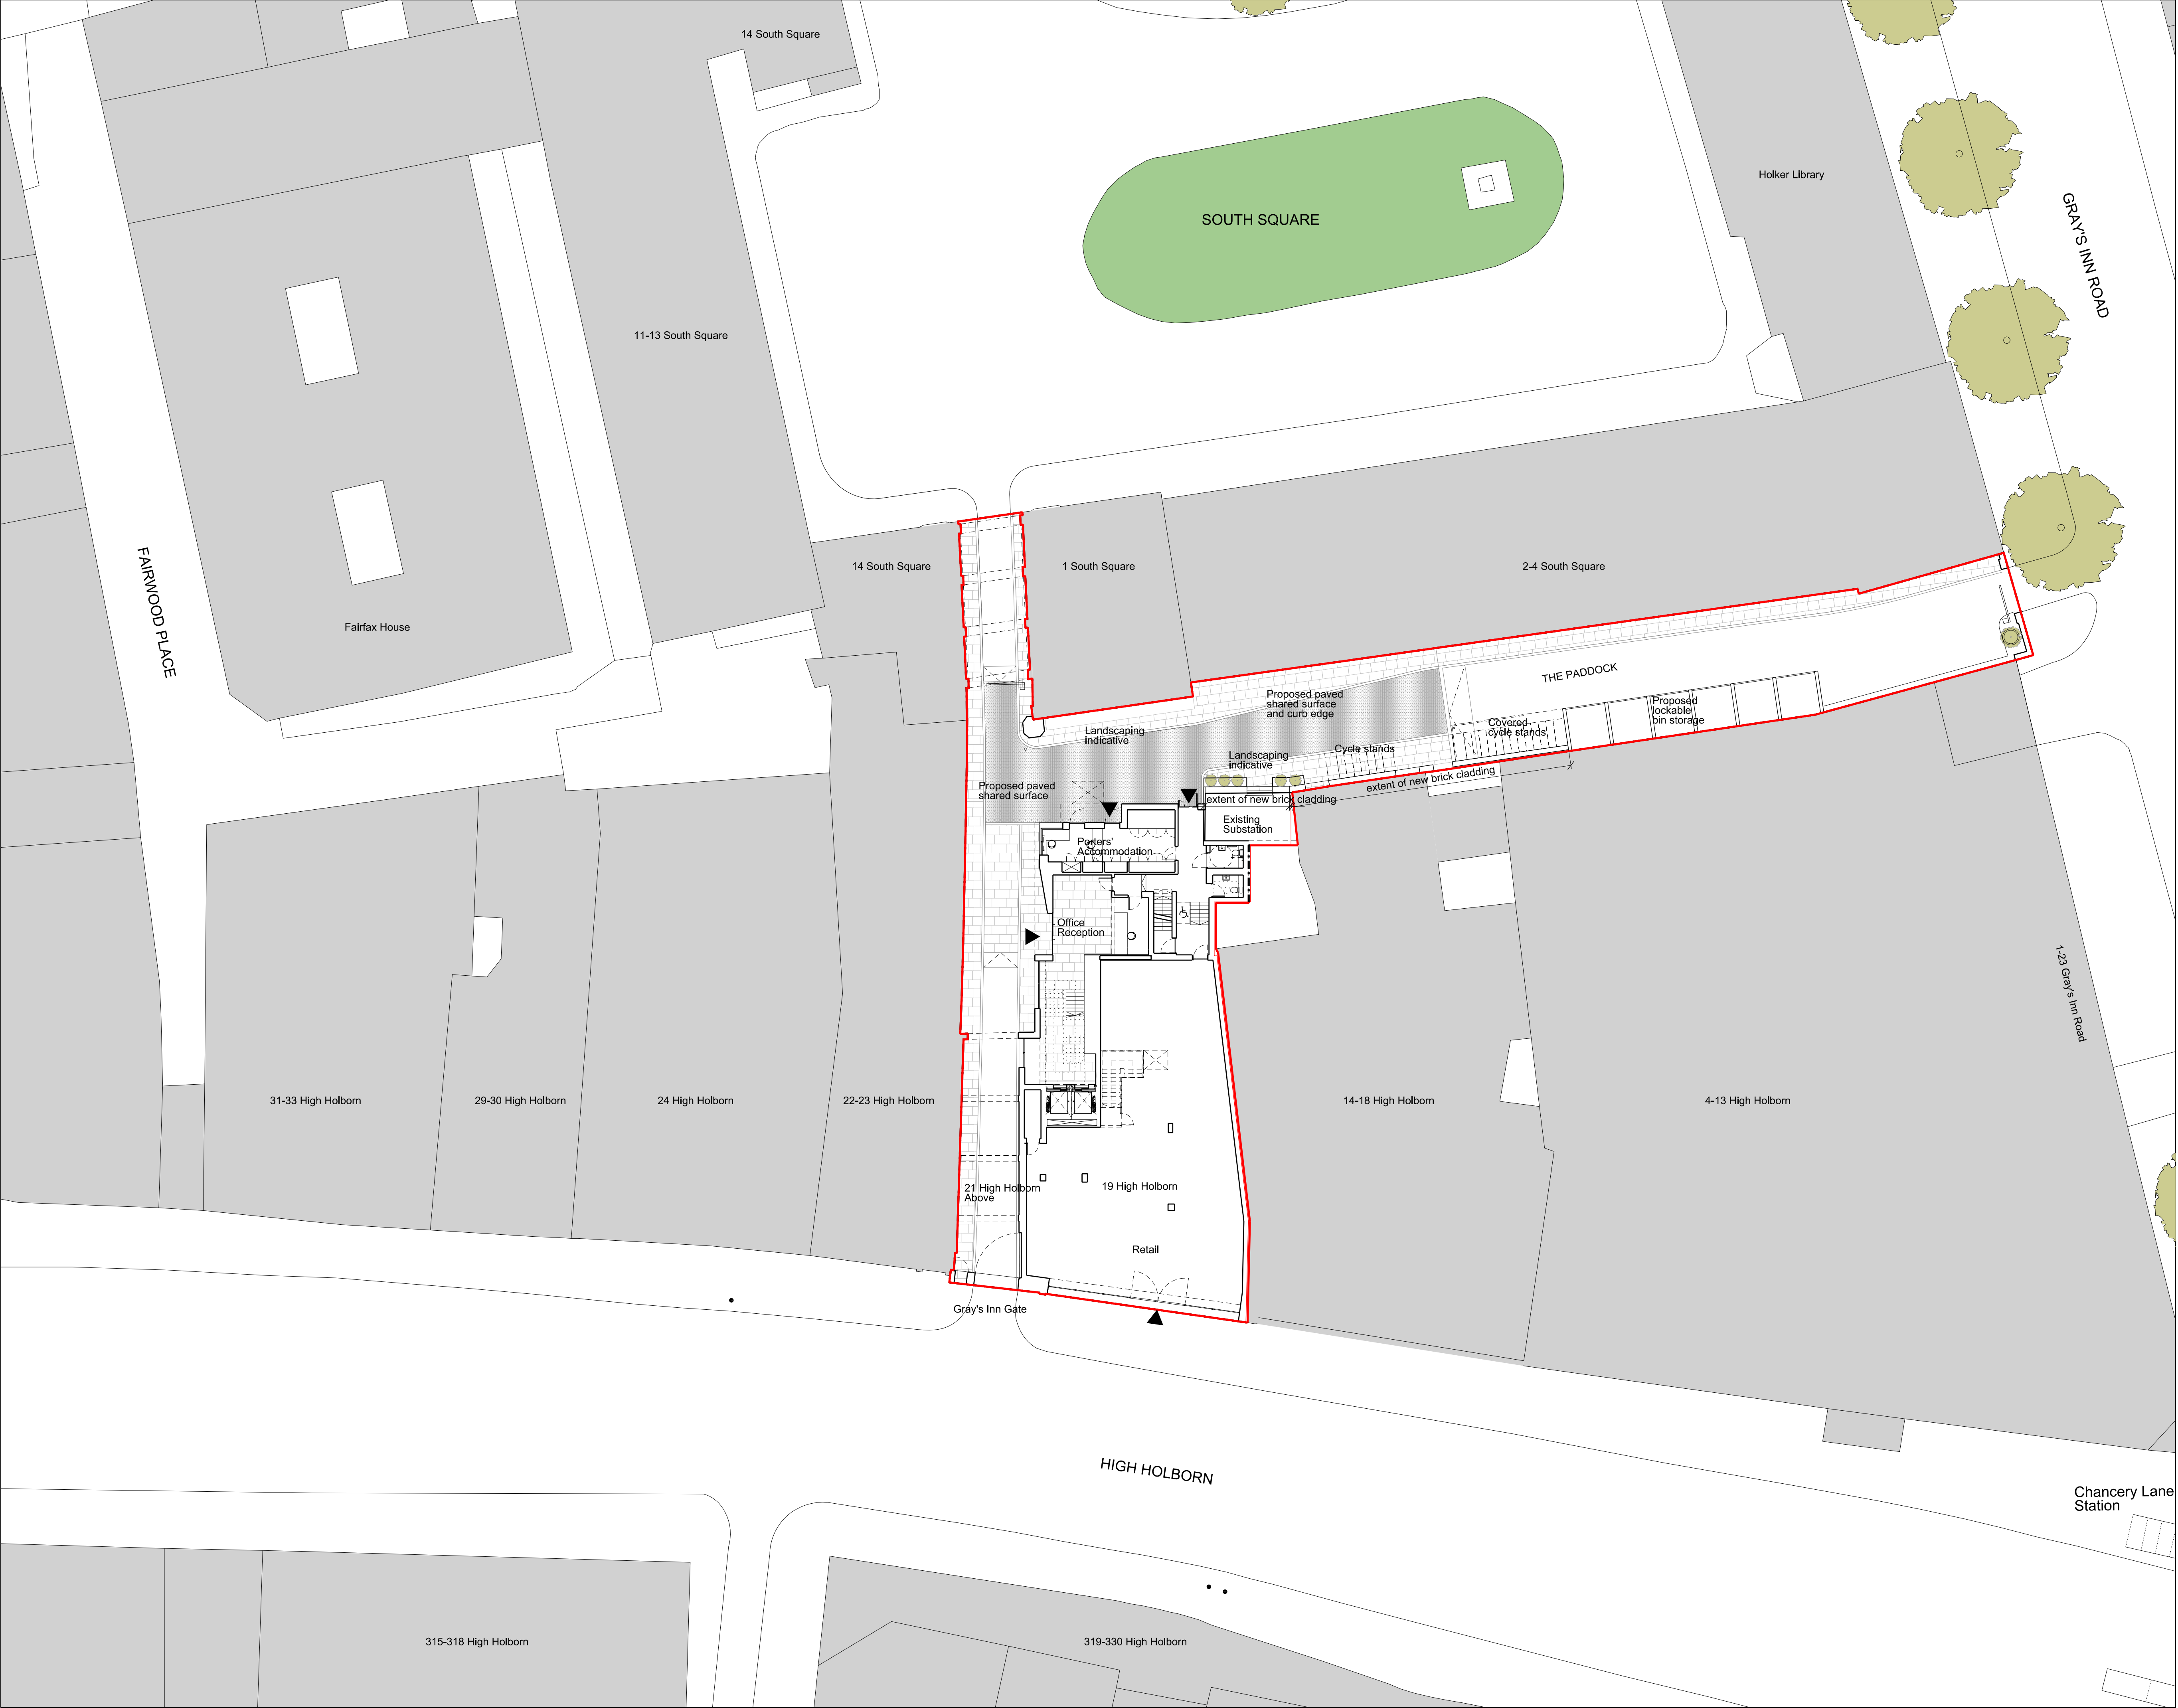 14 South Square
Holker Library
SOUTH SQUARE
GRAY'S INN ROAD
11-13 South Square
FAIRWOOD PLACE
Fairfax House
14 South Square
1 South Square
2-4 South Square
THE PADDOCK
Proposed paved
shared surface
and curb edge
Proposed
lockable
bin storage
Covered
cycle stands
Landscaping
indicative
Cycle stands
Landscaping
indicative
extent of new brick cladding
Proposed paved
shared surface
extent of new brick cladding
Existing
Substation
Porters'
Accommodation
Office
Reception
1-23 Gray's Inn Road
31-33 High Holborn
29-30 High Holborn
24 High Holborn
22-23 High Holborn
14-18 High Holborn
4-13 High Holborn
21 High Holborn
Above
19 High Holborn
Retail
Gray's Inn Gate
HIGH HOLBORN
Chancery Lane
Station
315-318 High Holborn
319-330 High Holborn